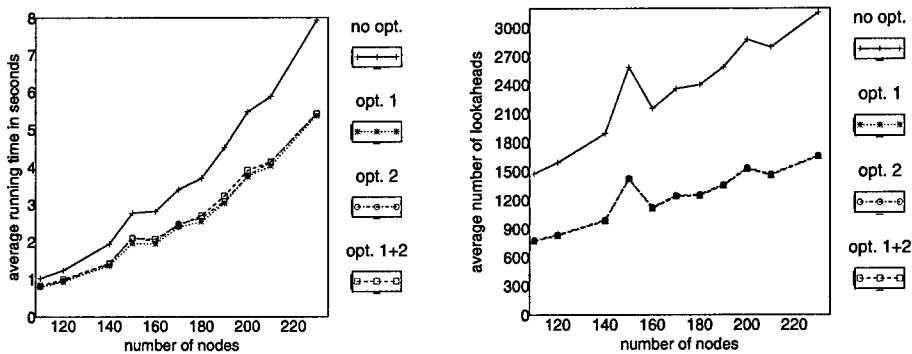 average running time in seconds
8
7
6
5
4
3
2
1
0
120 140 160 180 200 220
number of nodes
no opt.
opt. 1
opt. 2
opt. 1+2
average number of lookaheads
3000
2700
2400
2100
1800
1500
1200
900
600
300
0
120 140 160 180 200 220
number of nodes
no opt.
opt. 1
opt. 2
opt. 1+2